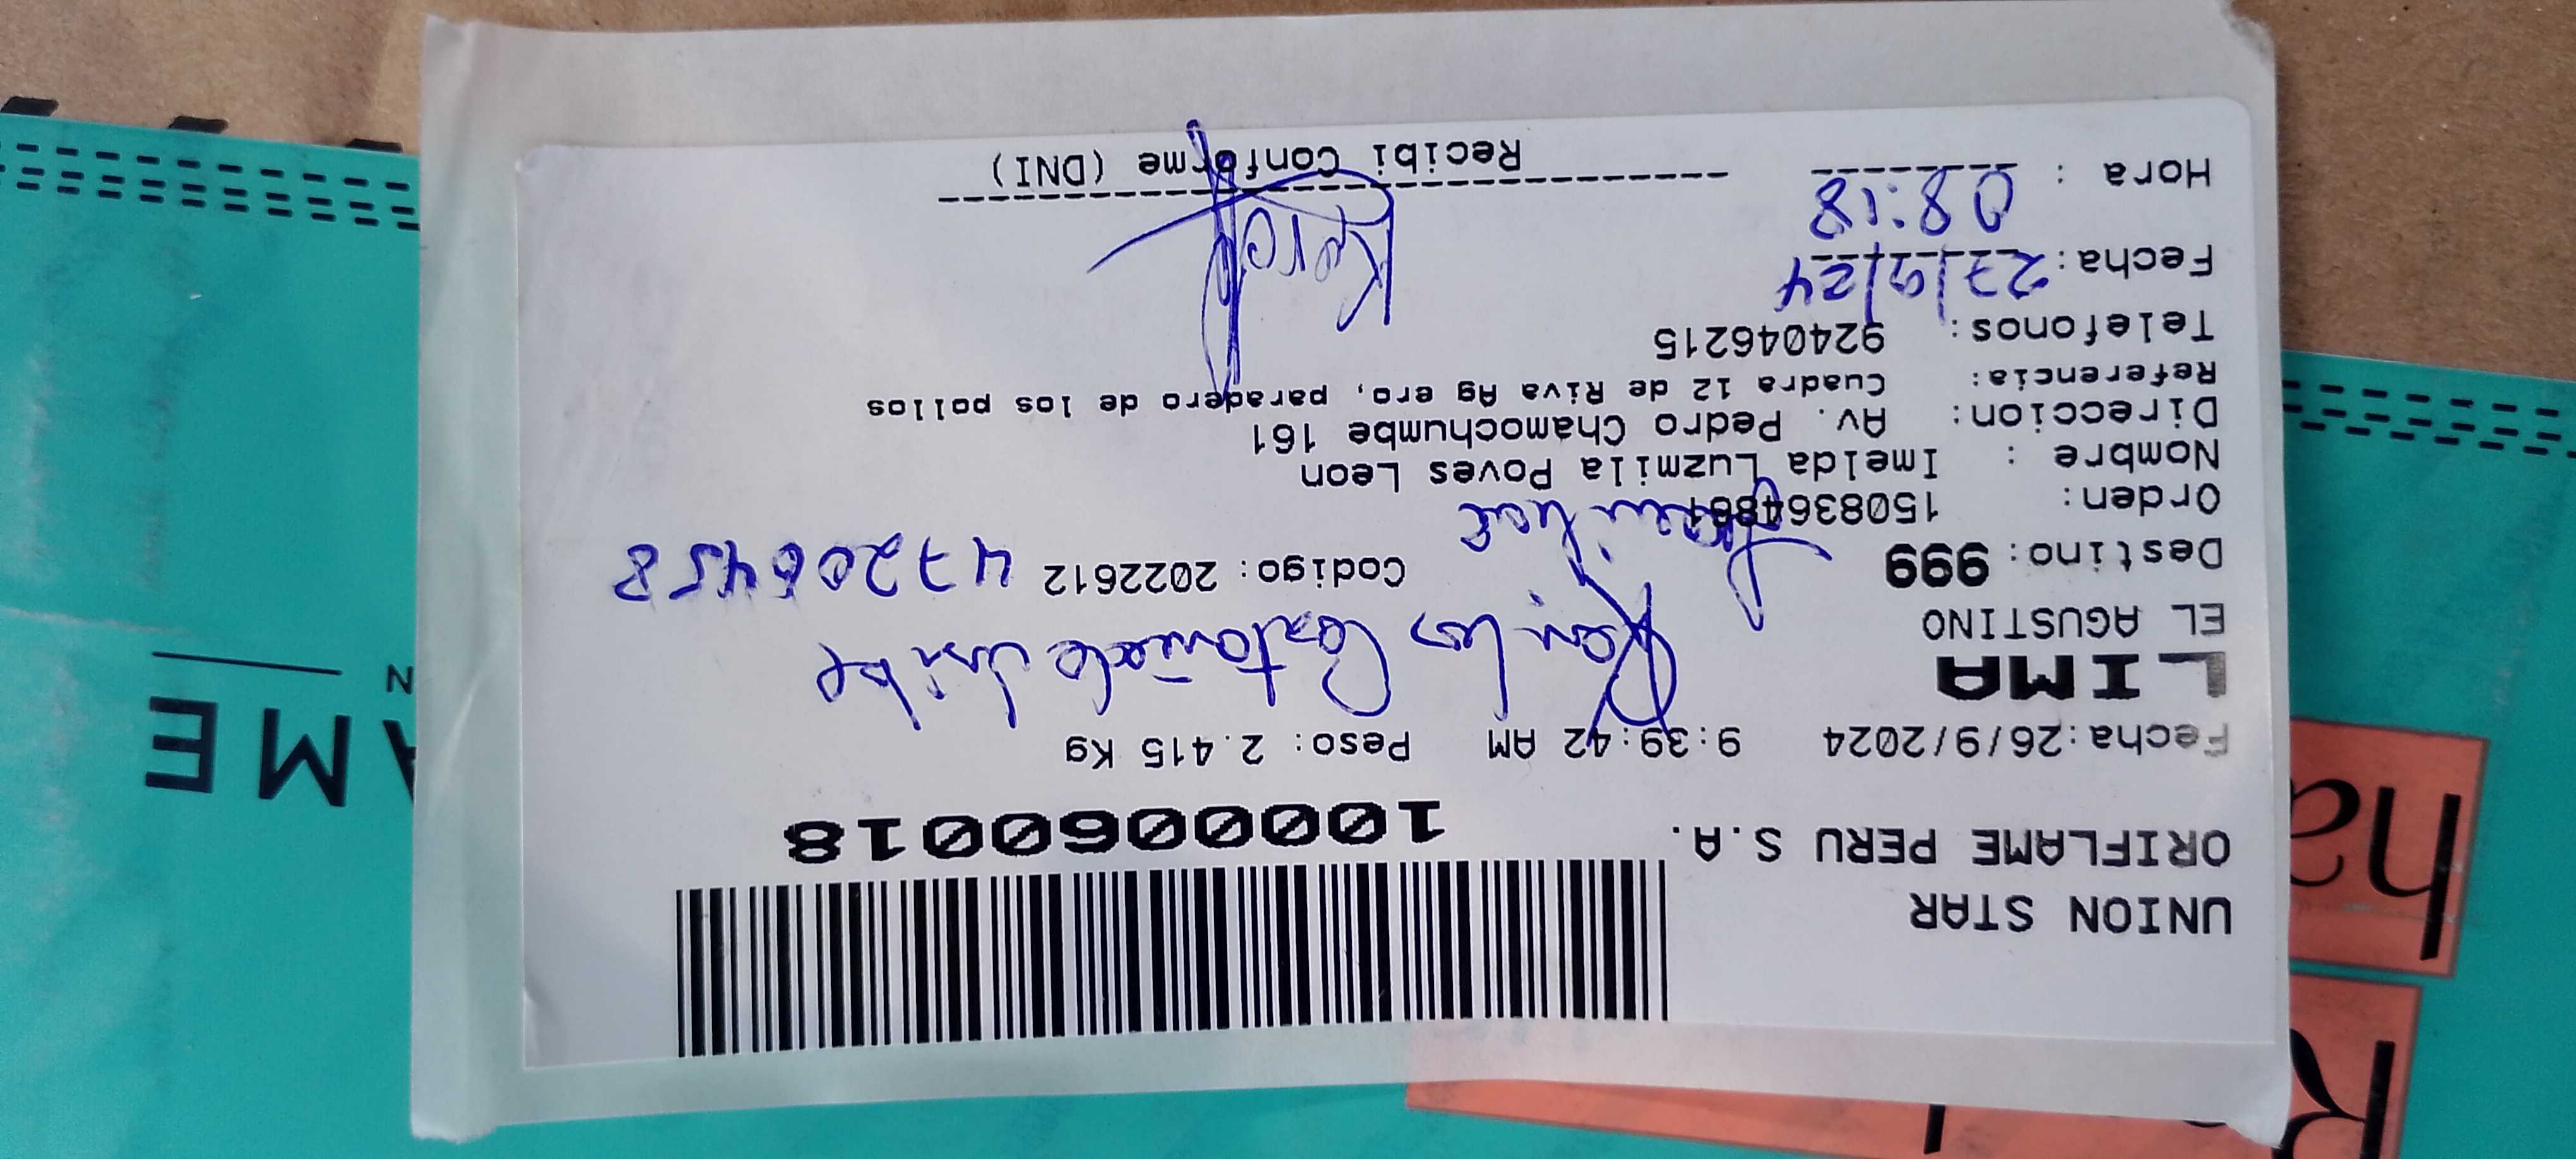 UNION STAR
ORIFLAME PERU S.A.
1000060018
Fecha:26/9/2024 9:39:42 AM Peso: 2.415 Kg
LIMA
EL AGUSTINO
Destino: 999 Codigo: 2022612 47206458
Orden: 1508364864
Nombre : Imelda Luzmila Poves Leon
Direccion: Av. Pedro Chamochumbe 161
Referencia: Cuadra 12 de Riva Ag ero, paradero de los pollos
Telefonos: 924046215
Fecha: 27/9/24
Hora : 08:18
Recibi Conforme (DNI)
AME
N
ha